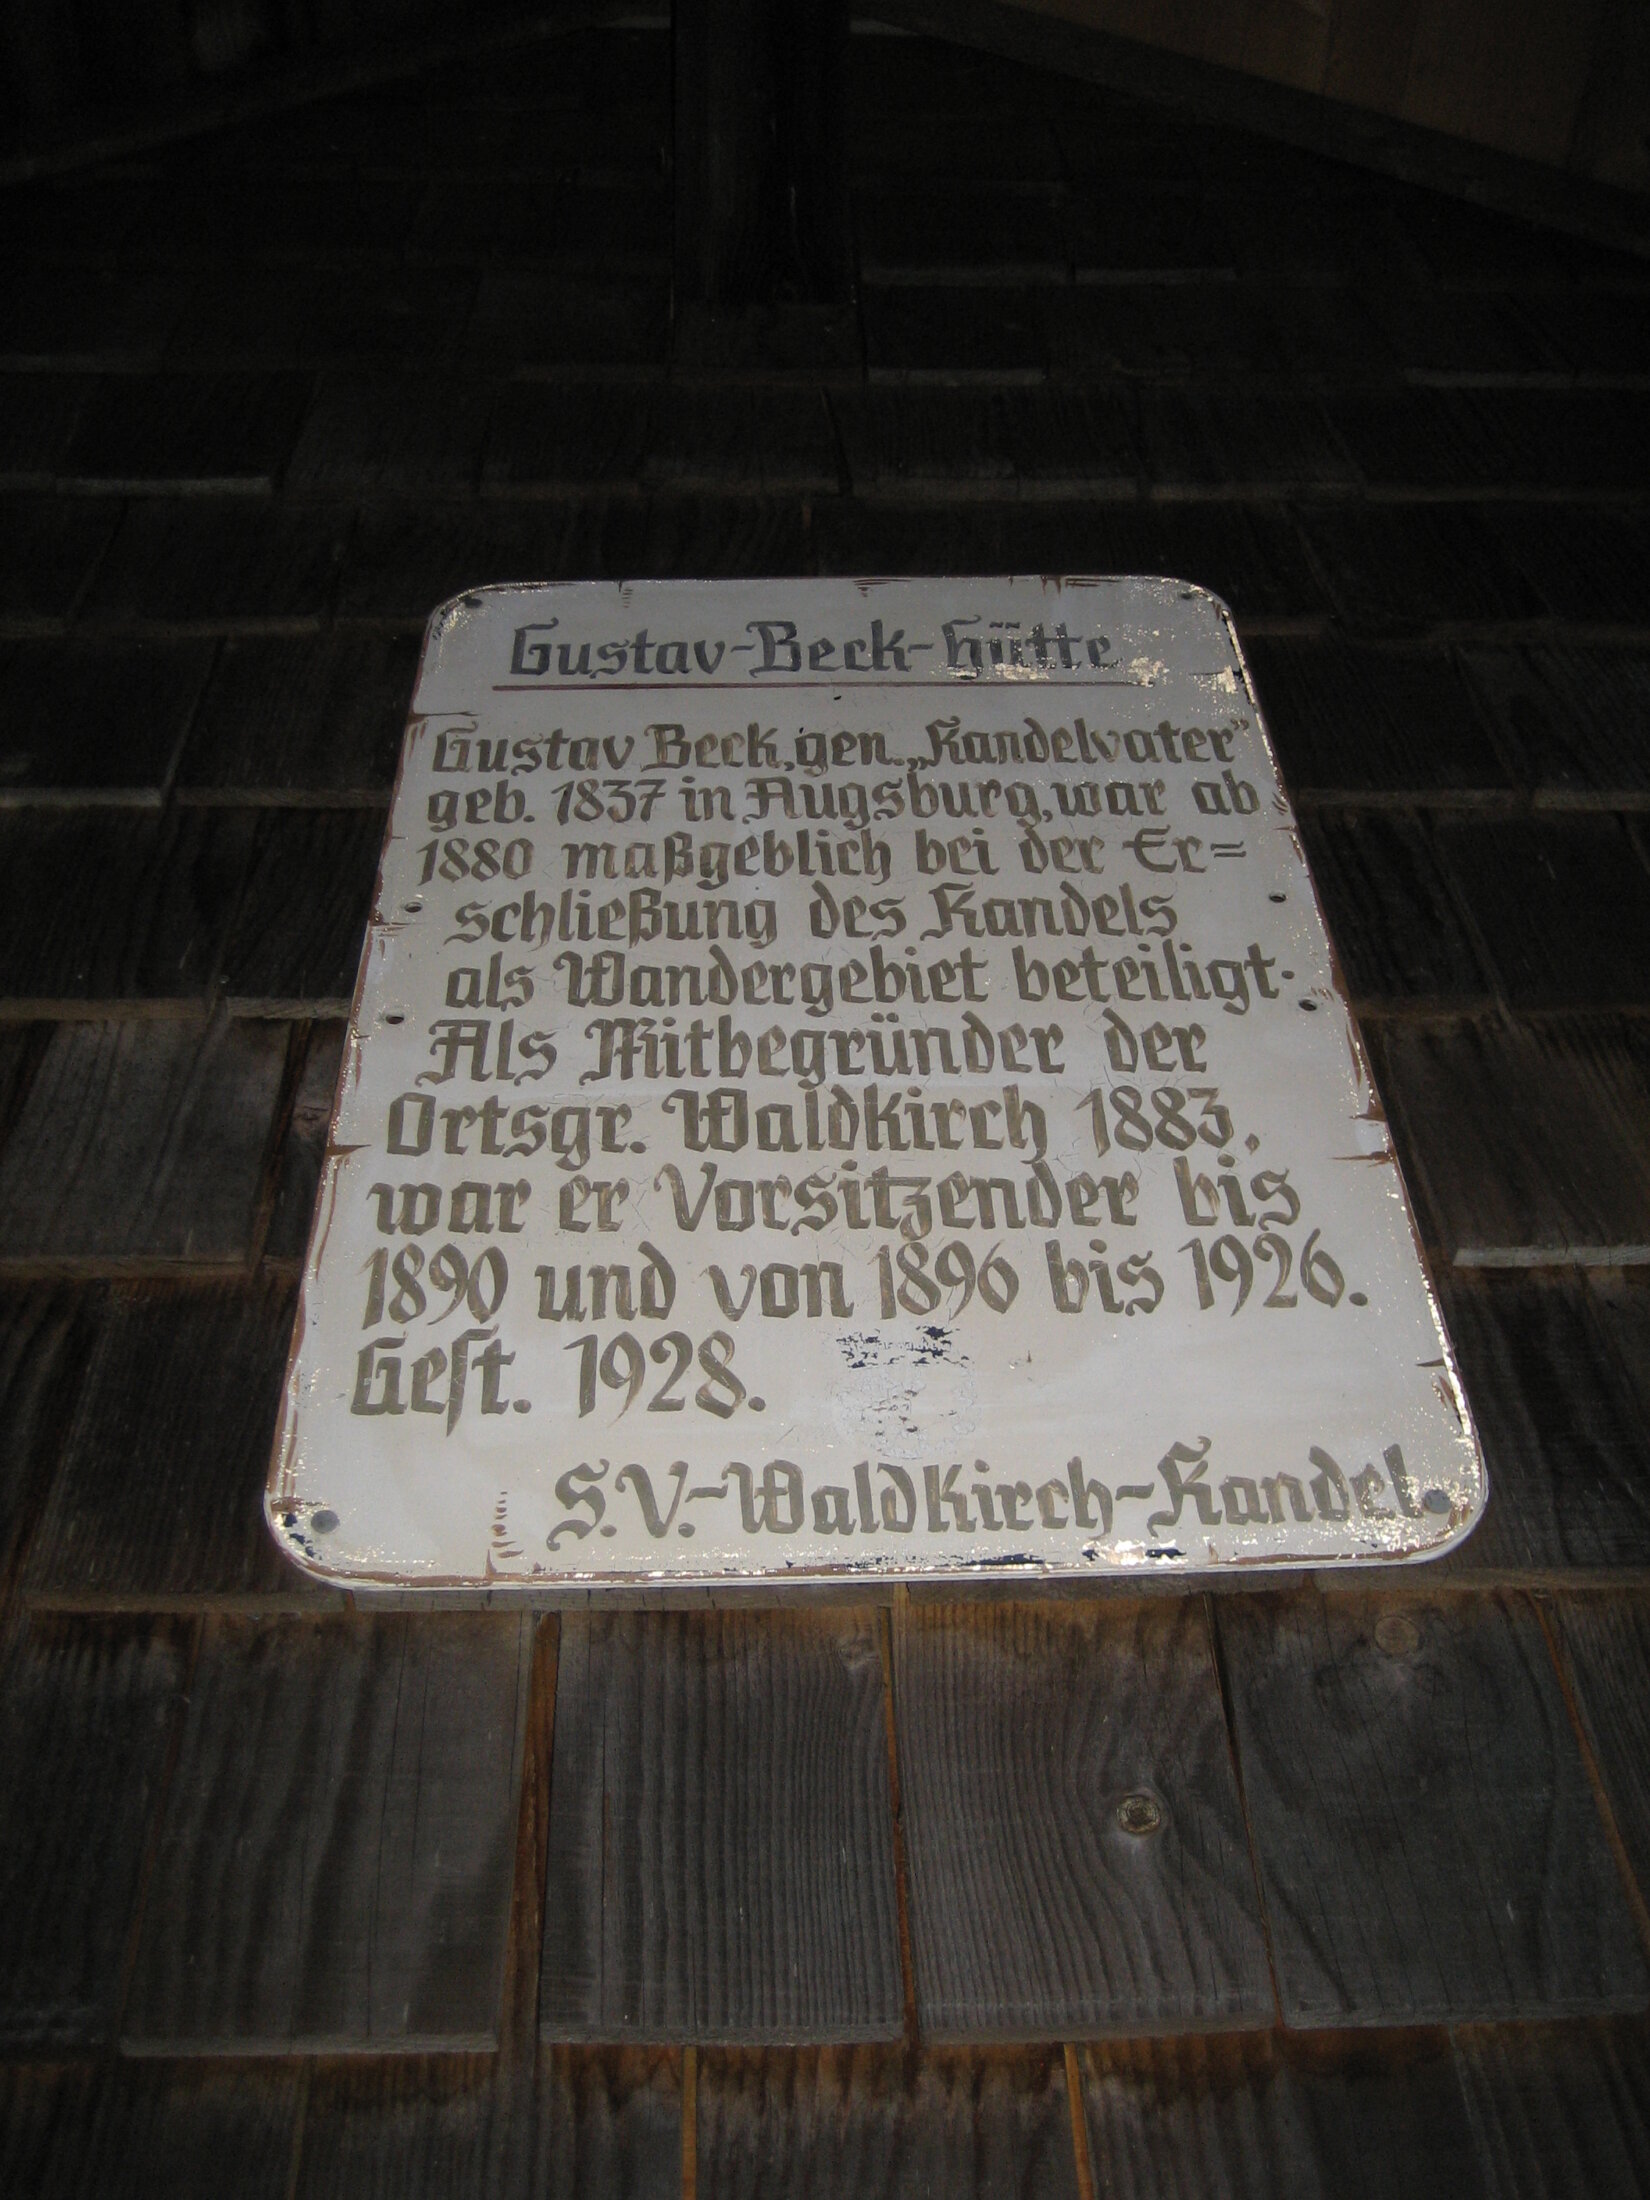 Gustav-Beck-Hütte
Gustav Beck, gen. „Kandelvater”
geb. 1837 in Augsburg, war ab
1880 maßgeblich bei der Er=
schließung des Kandels
als Wandergebiet beteiligt.
Als Mitbegründer der
Ortsgr. Waldkirch 1883,
war er Vorsitzender bis
1890 und von 1896 bis 1926.
Geſt. 1928.
S.V.-Waldkirch-Kandel.